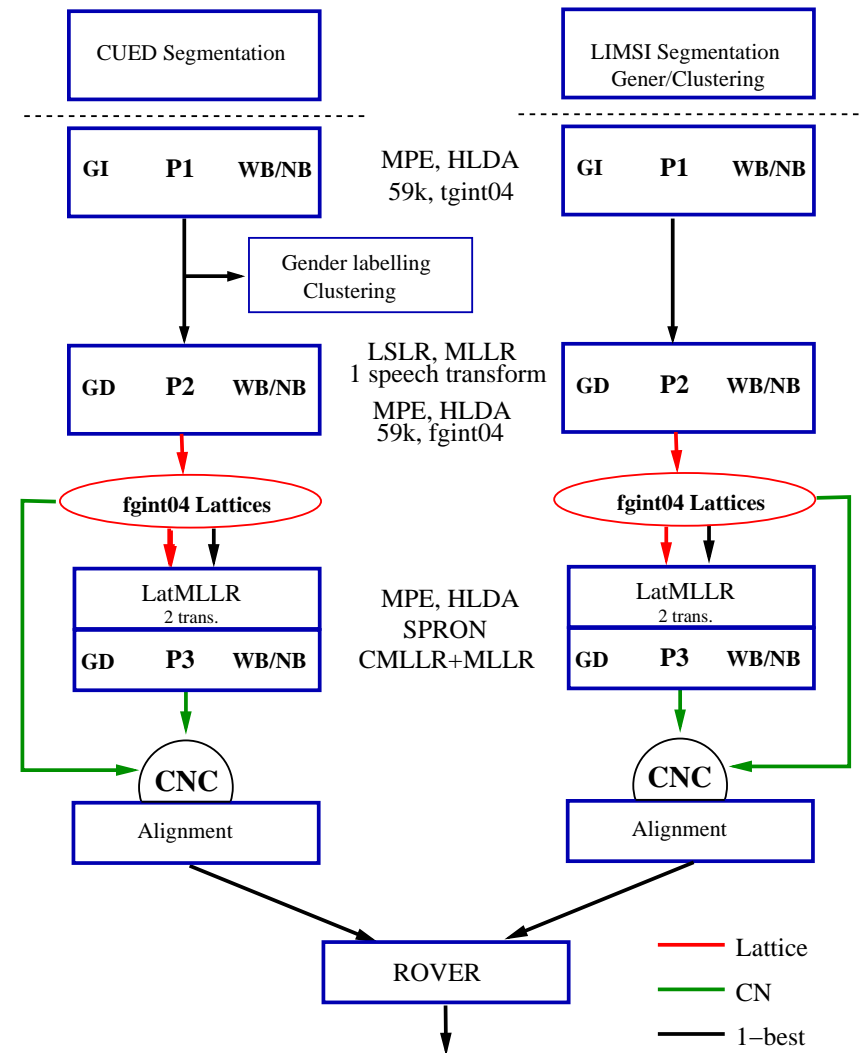 CUED Segmentation
LIMSI Segmentation
Gener/Clustering
GI P1 WB/NB
MPE, HLDA
59k, tgint04
GI P1 WB/NB
Gender labelling
Clustering
GD P2 WB/NB
LSLR, MLLR
1 speech transform
MPE, HLDA
59k, fgint04
GD P2 WB/NB
fgint04 Lattices
fgint04 Lattices
LatMLLR
2 trans.
GD P3 WB/NB
MPE, HLDA
SPRON
CMLLR+MLLR
LatMLLR
2 trans.
GD P3 WB/NB
CNC
Alignment
CNC
Alignment
ROVER
Lattice
CN
1−best